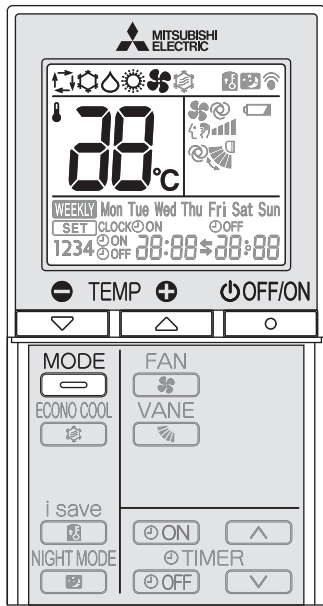 MITSUBISHI
ELECTRIC
88°C
WEEKLY Mon Tue Wed Thu Fri Sat Sun
SET CLOCK ON OFF
1234 ON OFF 88:88 88:88
TEMP OFF/ON
MODE FAN
ECONO COOL VANE
i save
ON
NIGHT MODE TIMER
OFF